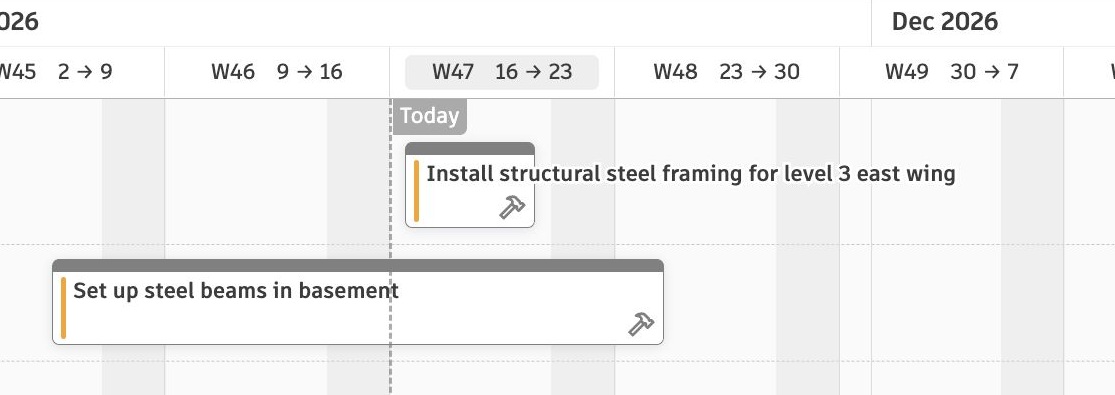 026
Dec 2026
W45 2 → 9
W46 9 → 16
W47 16 → 23
W48 23 → 30
W49 30 → 7
Today
Install structural steel framing for level 3 east wing
Set up steel beams in basement